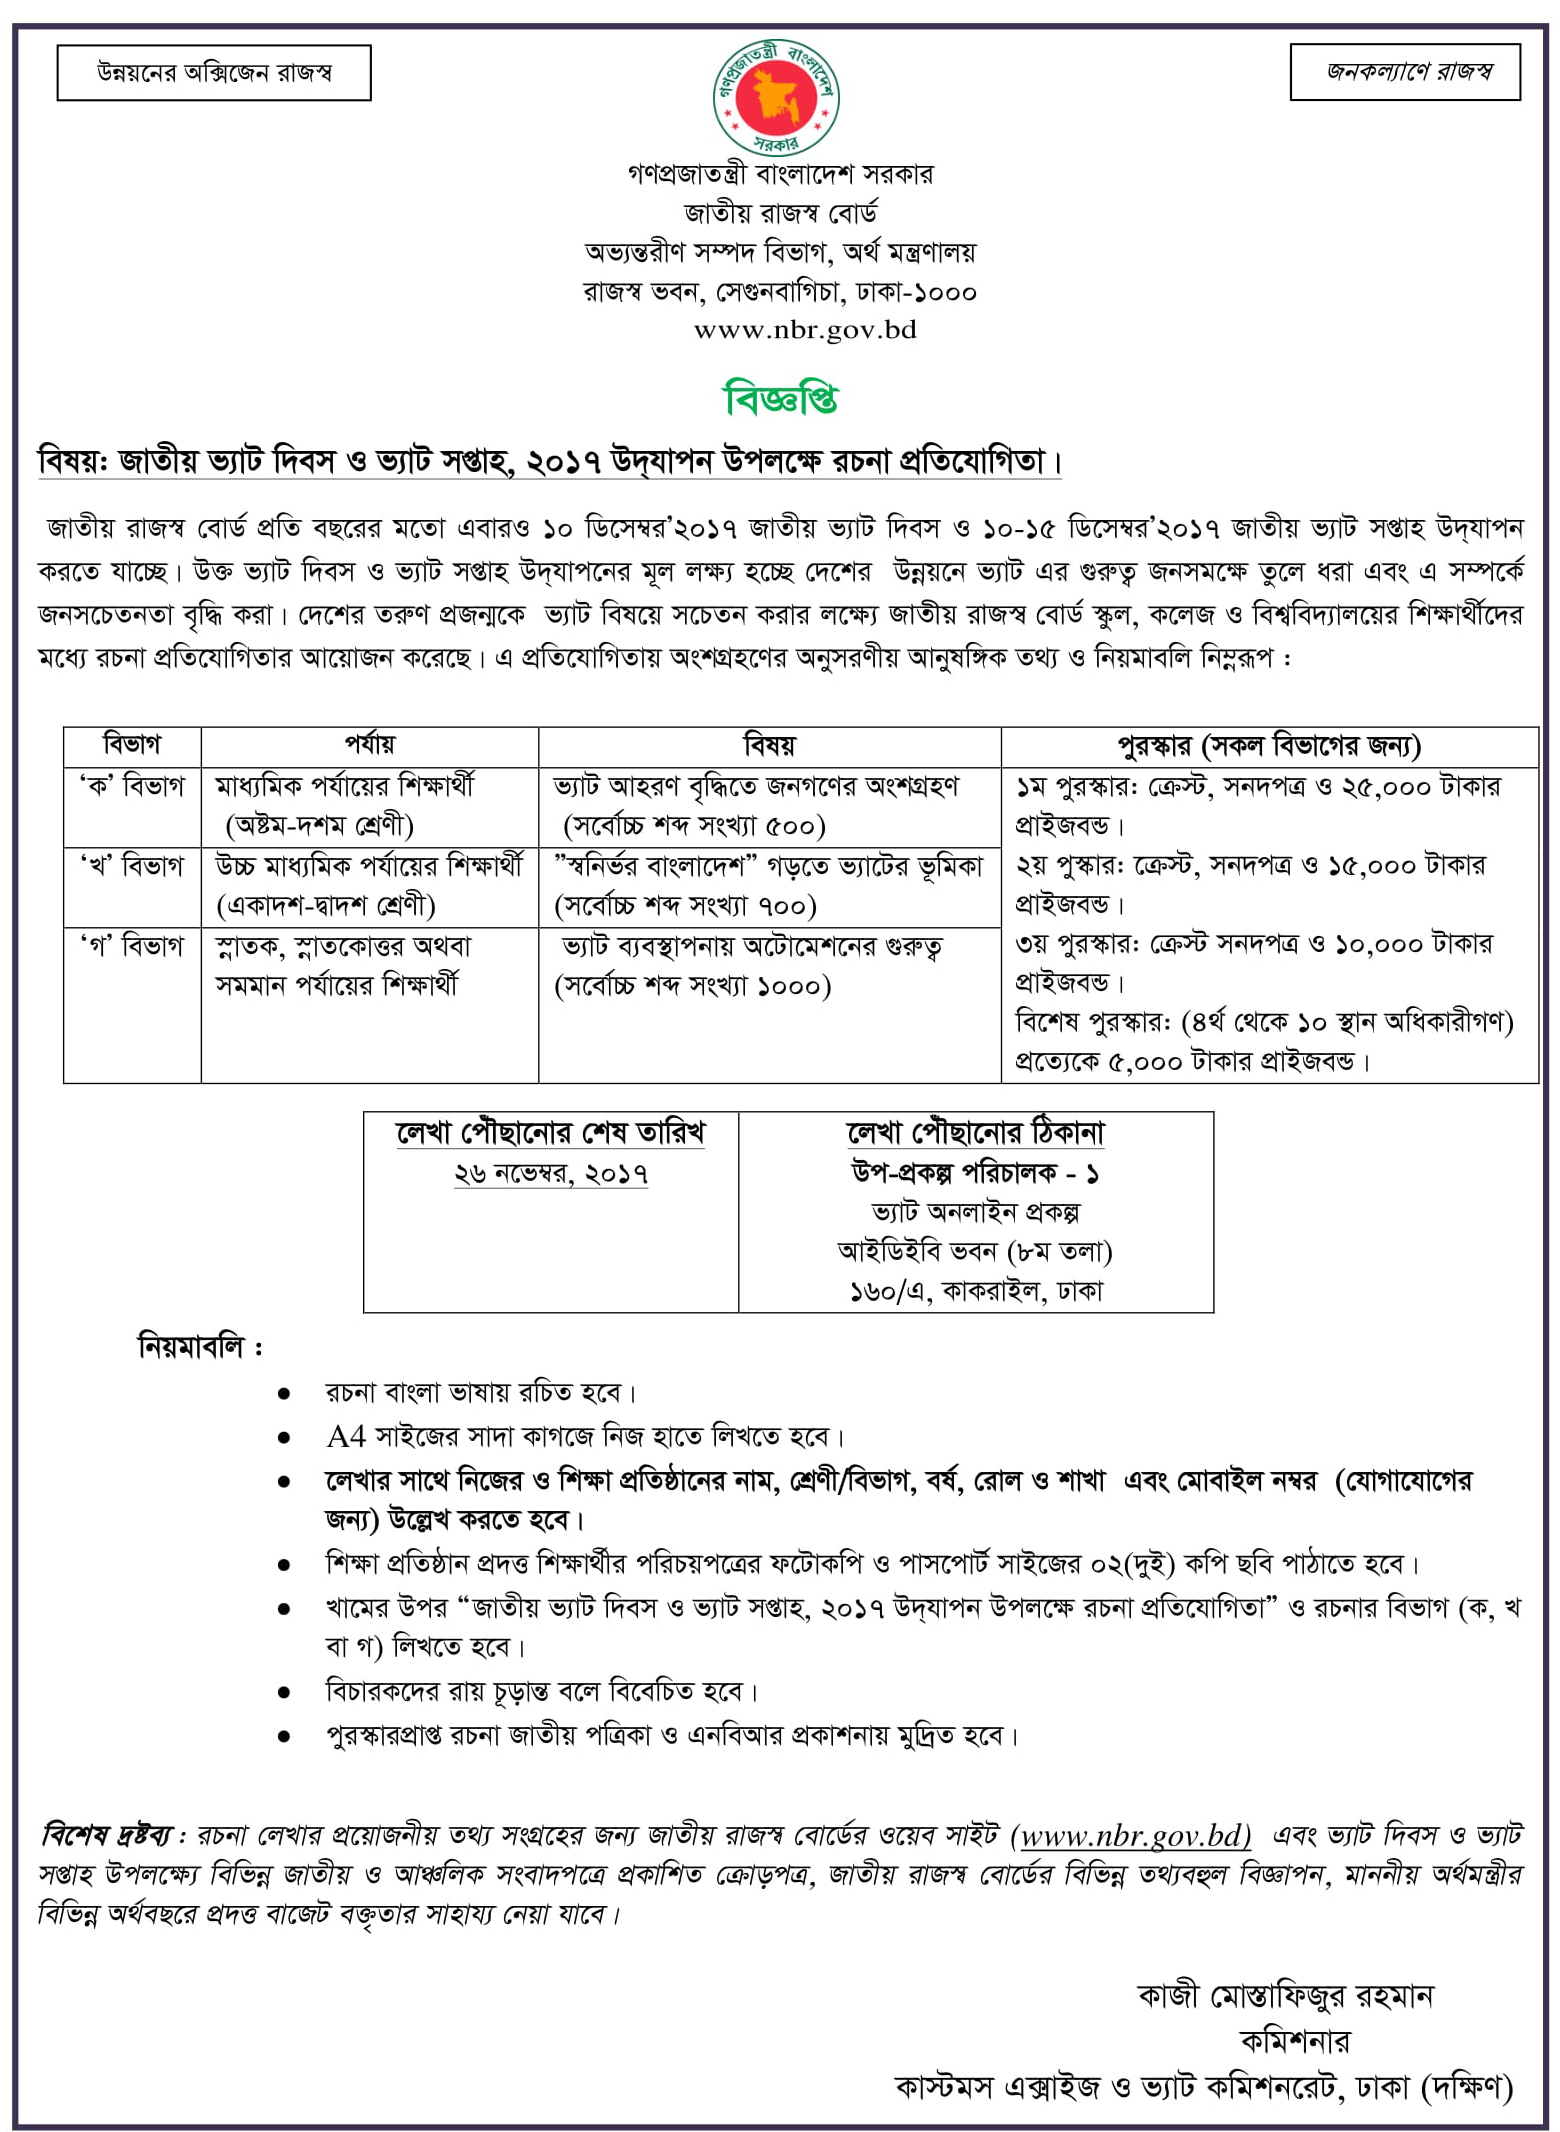 উন্নয়নের অক্সিজেন রাজস্ব
জনকল্যাণে রাজস্ব
গণপ্রজাতন্ত্রী বাংলাদেশ
সরকার
গণপ্রজাতন্ত্রী বাংলাদেশ সরকার
জাতীয় রাজস্ব বোর্ড
অভ্যন্তরীণ সম্পদ বিভাগ, অর্থ মন্ত্রণালয়
রাজস্ব ভবন, সেগুনবাগিচা, ঢাকা-১০০০
www.nbr.gov.bd
বিজ্ঞপ্তি
বিষয়: জাতীয় ভ্যাট দিবস ও ভ্যাট সপ্তাহ, ২০১৭ উদ্‌যাপন উপলক্ষে রচনা প্রতিযোগিতা।
জাতীয় রাজস্ব বোর্ড প্রতি বছরের মতো এবারও ১০ ডিসেম্বর’২০১৭ জাতীয় ভ্যাট দিবস ও ১০-১৫ ডিসেম্বর’২০১৭ জাতীয় ভ্যাট সপ্তাহ উদ্‌যাপন
করতে যাচ্ছে। উক্ত ভ্যাট দিবস ও ভ্যাট সপ্তাহ উদ্‌যাপনের মূল লক্ষ্য হচ্ছে দেশের উন্নয়নে ভ্যাট এর গুরুত্ব জনসমক্ষে তুলে ধরা এবং এ সম্পর্কে
জনসচেতনতা বৃদ্ধি করা। দেশের তরুণ প্রজন্মকে ভ্যাট বিষয়ে সচেতন করার লক্ষ্যে জাতীয় রাজস্ব বোর্ড স্কুল, কলেজ ও বিশ্ববিদ্যালয়ের শিক্ষার্থীদের
মধ্যে রচনা প্রতিযোগিতার আয়োজন করেছে। এ প্রতিযোগিতায় অংশগ্রহণের অনুসরণীয় আনুষঙ্গিক তথ্য ও নিয়মাবলি নিম্নরূপ :
বিভাগ পর্যায় বিষয় পুরস্কার (সকল বিভাগের জন্য)
‘ক’ বিভাগ মাধ্যমিক পর্যায়ের শিক্ষার্থী
(অষ্টম-দশম শ্রেণী)
ভ্যাট আহরণ বৃদ্ধিতে জনগণের অংশগ্রহণ
(সর্বোচ্চ শব্দ সংখ্যা ৫০০)
‘খ’ বিভাগ উচ্চ মাধ্যমিক পর্যায়ের শিক্ষার্থী
(একাদশ-দ্বাদশ শ্রেণী)
”স্বনির্ভর বাংলাদেশ” গড়তে ভ্যাটের ভূমিকা
(সর্বোচ্চ শব্দ সংখ্যা ৭০০)
‘গ’ বিভাগ স্নাতক, স্নাতকোত্তর অথবা
সমমান পর্যায়ের শিক্ষার্থী
ভ্যাট ব্যবস্থাপনায় অটোমেশনের গুরুত্ব
(সর্বোচ্চ শব্দ সংখ্যা ১০০০)
১ম পুরস্কার: ক্রেস্ট, সনদপত্র ও ২৫,০০০ টাকার
প্রাইজবন্ড।
২য় পুস্কার: ক্রেস্ট, সনদপত্র ও ১৫,০০০ টাকার
প্রাইজবন্ড।
৩য় পুরস্কার: ক্রেস্ট সনদপত্র ও ১০,০০০ টাকার
প্রাইজবন্ড।
বিশেষ পুরস্কার: (৪র্থ থেকে ১০ স্থান অধিকারীগণ)
প্রত্যেকে ৫,০০০ টাকার প্রাইজবন্ড।
লেখা পৌঁছানোর শেষ তারিখ
২৬ নভেম্বর, ২০১৭
লেখা পৌঁছানোর ঠিকানা
উপ-প্রকল্প পরিচালক - ১
ভ্যাট অনলাইন প্রকল্প
আইডিইবি ভবন (৮ম তলা)
১৬০/এ, কাকরাইল, ঢাকা
নিয়মাবলি :
● রচনা বাংলা ভাষায় রচিত হবে।
● A4 সাইজের সাদা কাগজে নিজ হাতে লিখতে হবে।
● লেখার সাথে নিজের ও শিক্ষা প্রতিষ্ঠানের নাম, শ্রেণী/বিভাগ, বর্ষ, রোল ও শাখা এবং মোবাইল নম্বর (যোগাযোগের
জন্য) উল্লেখ করতে হবে।
● শিক্ষা প্রতিষ্ঠান প্রদত্ত শিক্ষার্থীর পরিচয়পত্রের ফটোকপি ও পাসপোর্ট সাইজের ০২(দুই) কপি ছবি পাঠাতে হবে।
● খামের উপর “জাতীয় ভ্যাট দিবস ও ভ্যাট সপ্তাহ, ২০১৭ উদ্‌যাপন উপলক্ষে রচনা প্রতিযোগিতা” ও রচনার বিভাগ (ক, খ
বা গ) লিখতে হবে।
● বিচারকদের রায় চূড়ান্ত বলে বিবেচিত হবে।
● পুরস্কারপ্রাপ্ত রচনা জাতীয় পত্রিকা ও এনবিআর প্রকাশনায় মুদ্রিত হবে।
বিশেষ দ্রষ্টব্য : রচনা লেখার প্রয়োজনীয় তথ্য সংগ্রহের জন্য জাতীয় রাজস্ব বোর্ডের ওয়েব সাইট (www.nbr.gov.bd) এবং ভ্যাট দিবস ও ভ্যাট
সপ্তাহ উপলক্ষ্যে বিভিন্ন জাতীয় ও আঞ্চলিক সংবাদপত্রে প্রকাশিত ক্রোড়পত্র, জাতীয় রাজস্ব বোর্ডের বিভিন্ন তথ্যবহুল বিজ্ঞাপন, মাননীয় অর্থমন্ত্রীর
বিভিন্ন অর্থবছরে প্রদত্ত বাজেট বক্তৃতার সাহায্য নেয়া যাবে।
কাজী মোস্তাফিজুর রহমান
কমিশনার
কাস্টমস এক্সাইজ ও ভ্যাট কমিশনরেট, ঢাকা (দক্ষিণ)